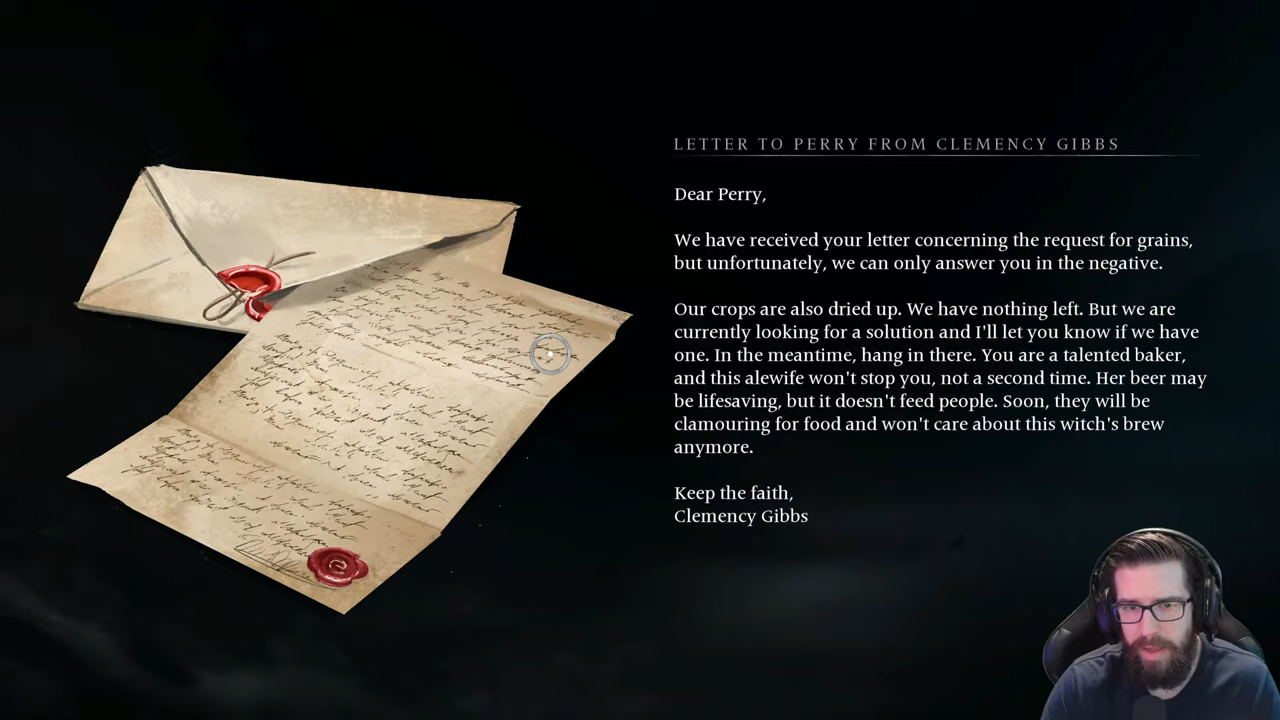 LETTER TO PERRY FROM CLEMENCY GIBBS
Dear Perry,
We have received your letter concerning the request for grains,
but unfortunately, we can only answer you in the negative.
Our crops are also dried up. We have nothing left. But we are
currently looking for a solution and I'll let you know if we have
one. In the meantime, hang in there. You are a talented baker,
and this alewife won't stop you, not a second time. Her beer may
be lifesaving, but it doesn't feed people. Soon, they will be
clamouring for food and won't care about this witch's brew
anymore.
Keep the faith,
Clemency Gibbs